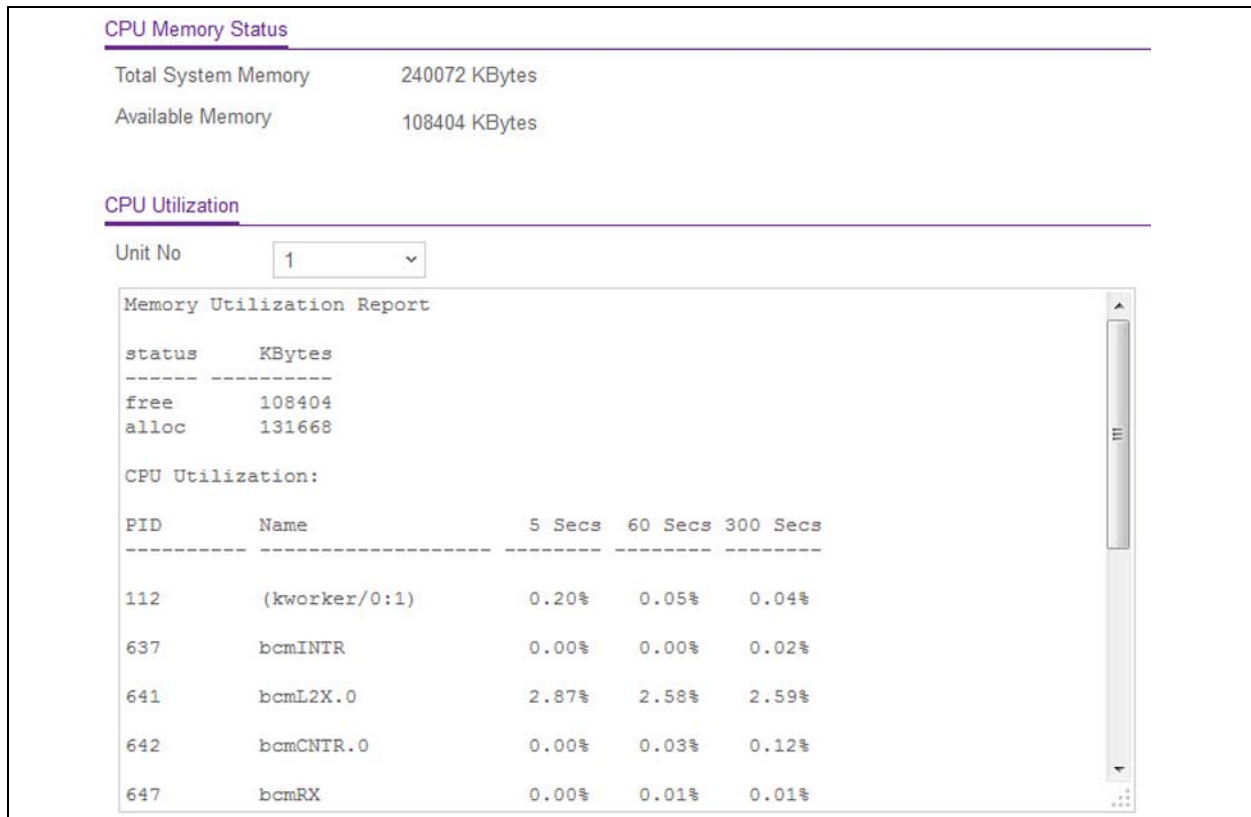 CPU Memory Status
Total System Memory 240072 KBytes
Available Memory 108404 KBytes
CPU Utilization
Unit No 1
Memory Utilization Report
status KBytes
------ ----------
free 108404
alloc 131668
CPU Utilization:
PID Name 5 Secs 60 Secs 300 Secs
---------- ------------------- -------- -------- --------
112 (kworker/0:1) 0.20% 0.05% 0.04%
637 bcmINTR 0.00% 0.00% 0.02%
641 bcmL2X.0 2.87% 2.58% 2.59%
642 bcmCNTR.0 0.00% 0.03% 0.12%
647 bcmRX 0.00% 0.01% 0.01%